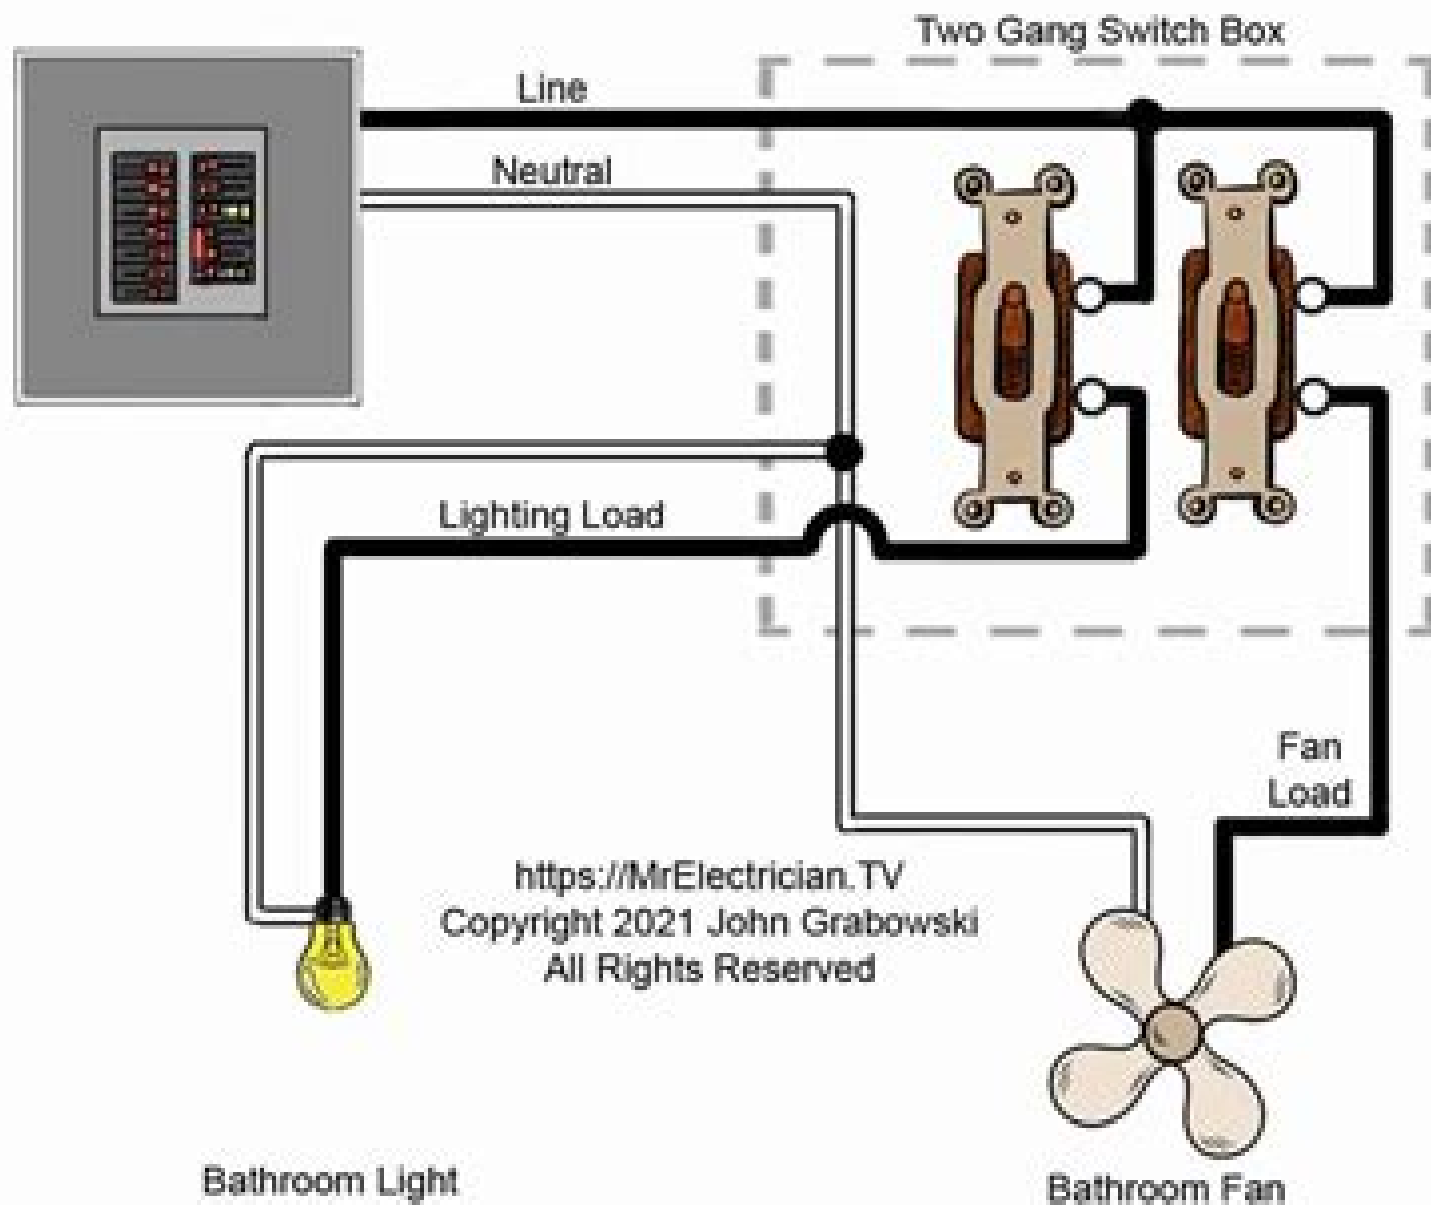 Two Gang Switch Box
Line
Neutral
Lighting Load
Fan
Load
https://MrElectrician.TV
Copyright 2021 John Grabowski
All Rights Reserved
Bathroom Light
Bathroom Fan